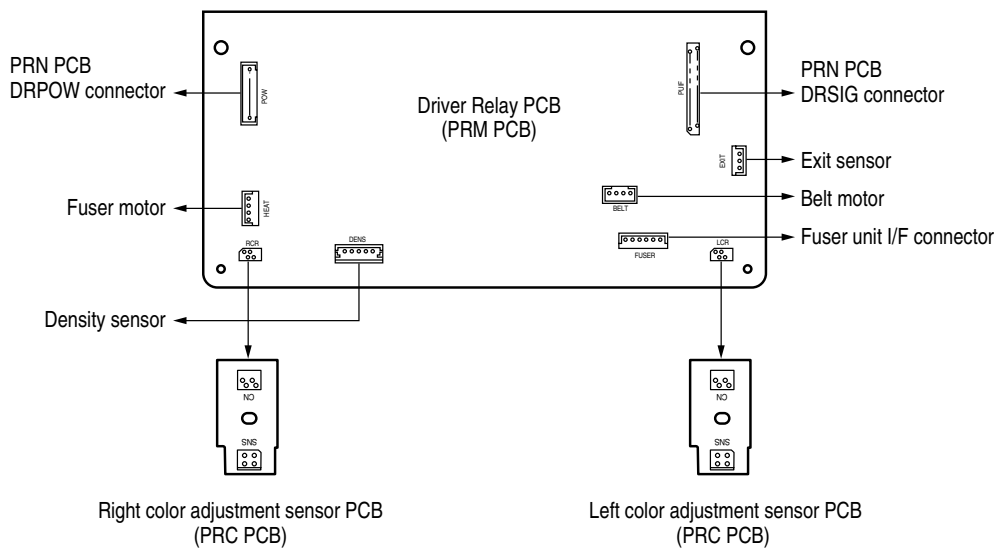 PRN PCB
DRPOW connector
POW
Driver Relay PCB
(PRM PCB)
PUIF
PRN PCB
DRSIG connector
EXIT
Exit sensor
BELT
Belt motor
Fuser motor
HEAT
FUSER
Fuser unit I/F connector
RCR
DENS
LCR
Density sensor
CN
SNS
CN
SNS
Right color adjustment sensor PCB
(PRC PCB)
Left color adjustment sensor PCB
(PRC PCB)